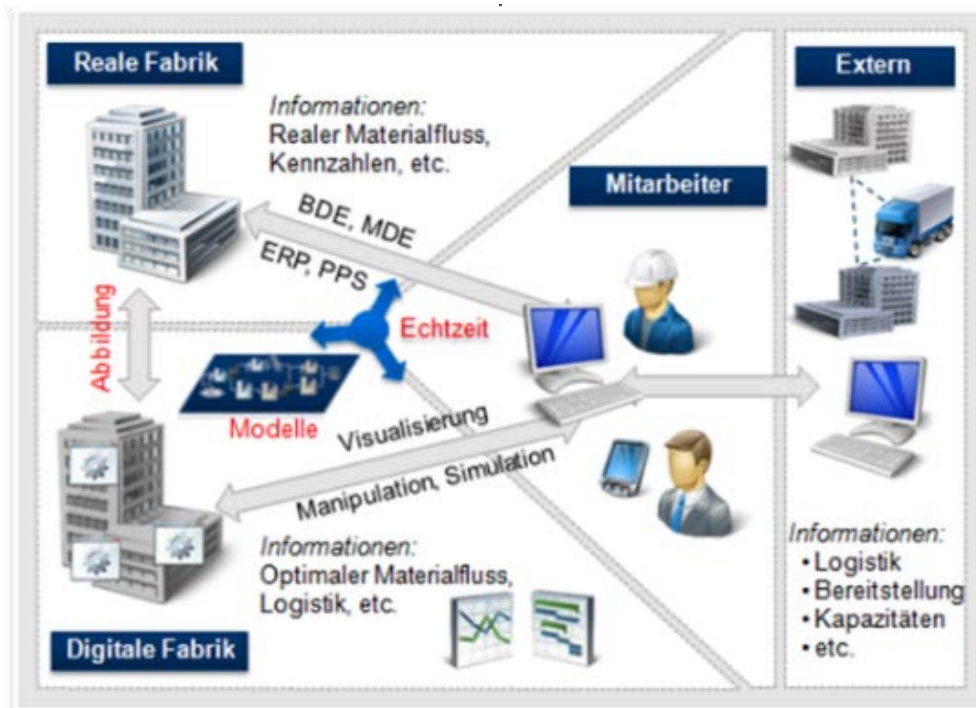 Reale Fabrik
Informationen:
Realer Materialfluss,
Kennzahlen, etc.
BDE, MDE
ERP, PPS
Abbildung
Echtzeit
Modelle
Mitarbeiter
Visualisierung
Manipulation, Simulation
Informationen:
Optimaler Materialfluss,
Logistik, etc.
Digitale Fabrik
Extern
Informationen:
• Logistik
• Bereitstellung
• Kapazitäten
• etc.